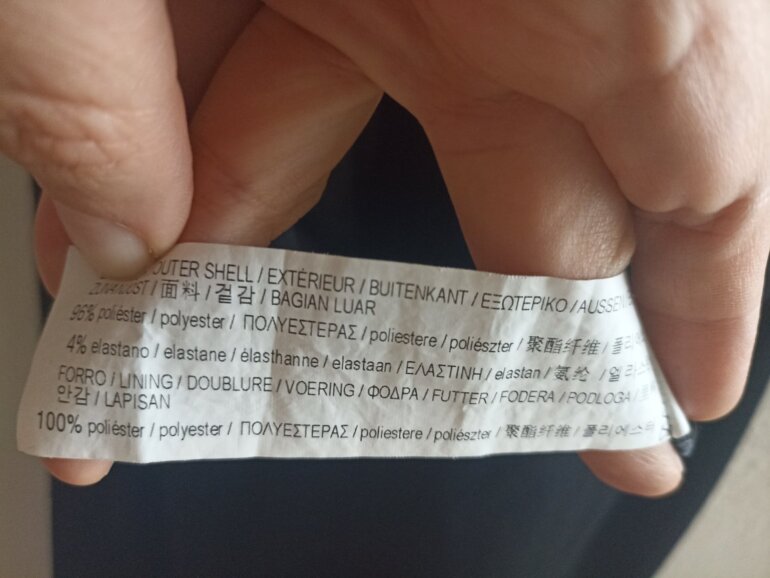 OUTER SHELL / EXTÉRIEUR / BUITENKANT / ΕΞΩΤΕΡΙΚΟ / AUSSEN
/ 面料 / 겉감 / BAGIAN LUAR
96% poliéster / polyester / ΠΟΛΥΕΣΤΕΡΑΣ / poliestere / poliészter / 聚酯纤维 /
4% elastano / elastane / élasthanne / elastaan / ΕΛΑΣΤΙΝΗ / elastan / 氨纶 /
FORRO / LINING / DOUBLURE / VOERING / ΦΟΔΡΑ / FUTTER / FODERA / PODLOGA /
안감 / LAPISAN
100% poliéster / polyester / ΠΟΛΥΕΣΤΕΡΑΣ / poliestere / poliészter / 聚酯纤维 / 폴리에스